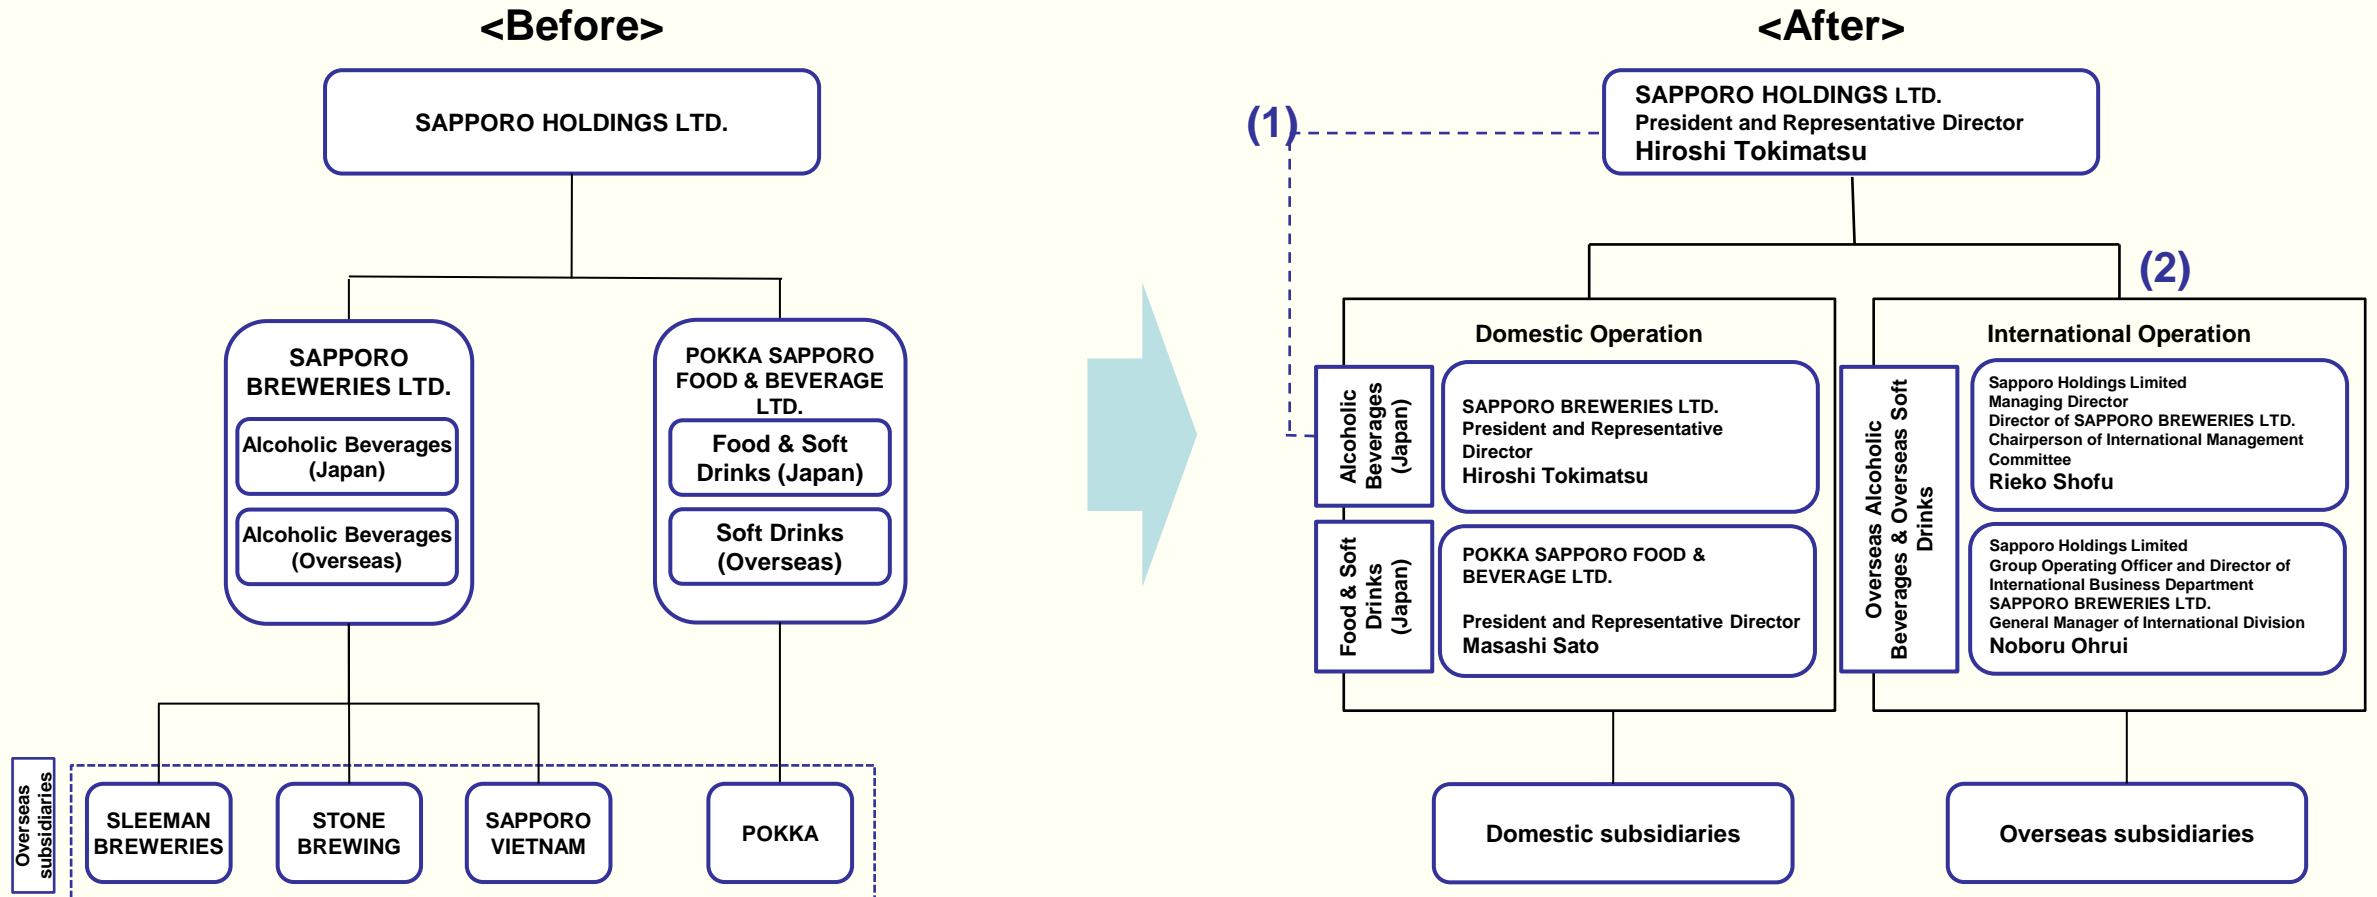 <Before>
SAPPORO HOLDINGS LTD.
SAPPORO
BREWERIES LTD.
Alcoholic Beverages
(Japan)
Alcoholic Beverages
(Overseas)
POKKA SAPPORO
FOOD & BEVERAGE
LTD.
Food & Soft
Drinks (Japan)
Soft Drinks
(Overseas)
Overseas
subsidiaries
SLEEMAN
BREWERIES
STONE
BREWING
SAPPORO
VIETNAM
POKKA
<After>
(1)
SAPPORO HOLDINGS LTD.
President and Representative Director
Hiroshi Tokimatsu
(2)
Domestic Operation
Alcoholic
Beverages
(Japan)
SAPPORO BREWERIES LTD.
President and Representative
Director
Hiroshi Tokimatsu
Food & Soft
Drinks
(Japan)
POKKA SAPPORO FOOD &
BEVERAGE LTD.
President and Representative Director
Masashi Sato
International Operation
Overseas Alcoholic
Beverages & Overseas Soft
Drinks
Sapporo Holdings Limited
Managing Director
Director of SAPPORO BREWERIES LTD.
Chairperson of International Management
Committee
Rieko Shofu
Sapporo Holdings Limited
Group Operating Officer and Director of
International Business Department
SAPPORO BREWERIES LTD.
General Manager of International Division
Noboru Ohrui
Domestic subsidiaries
Overseas subsidiaries